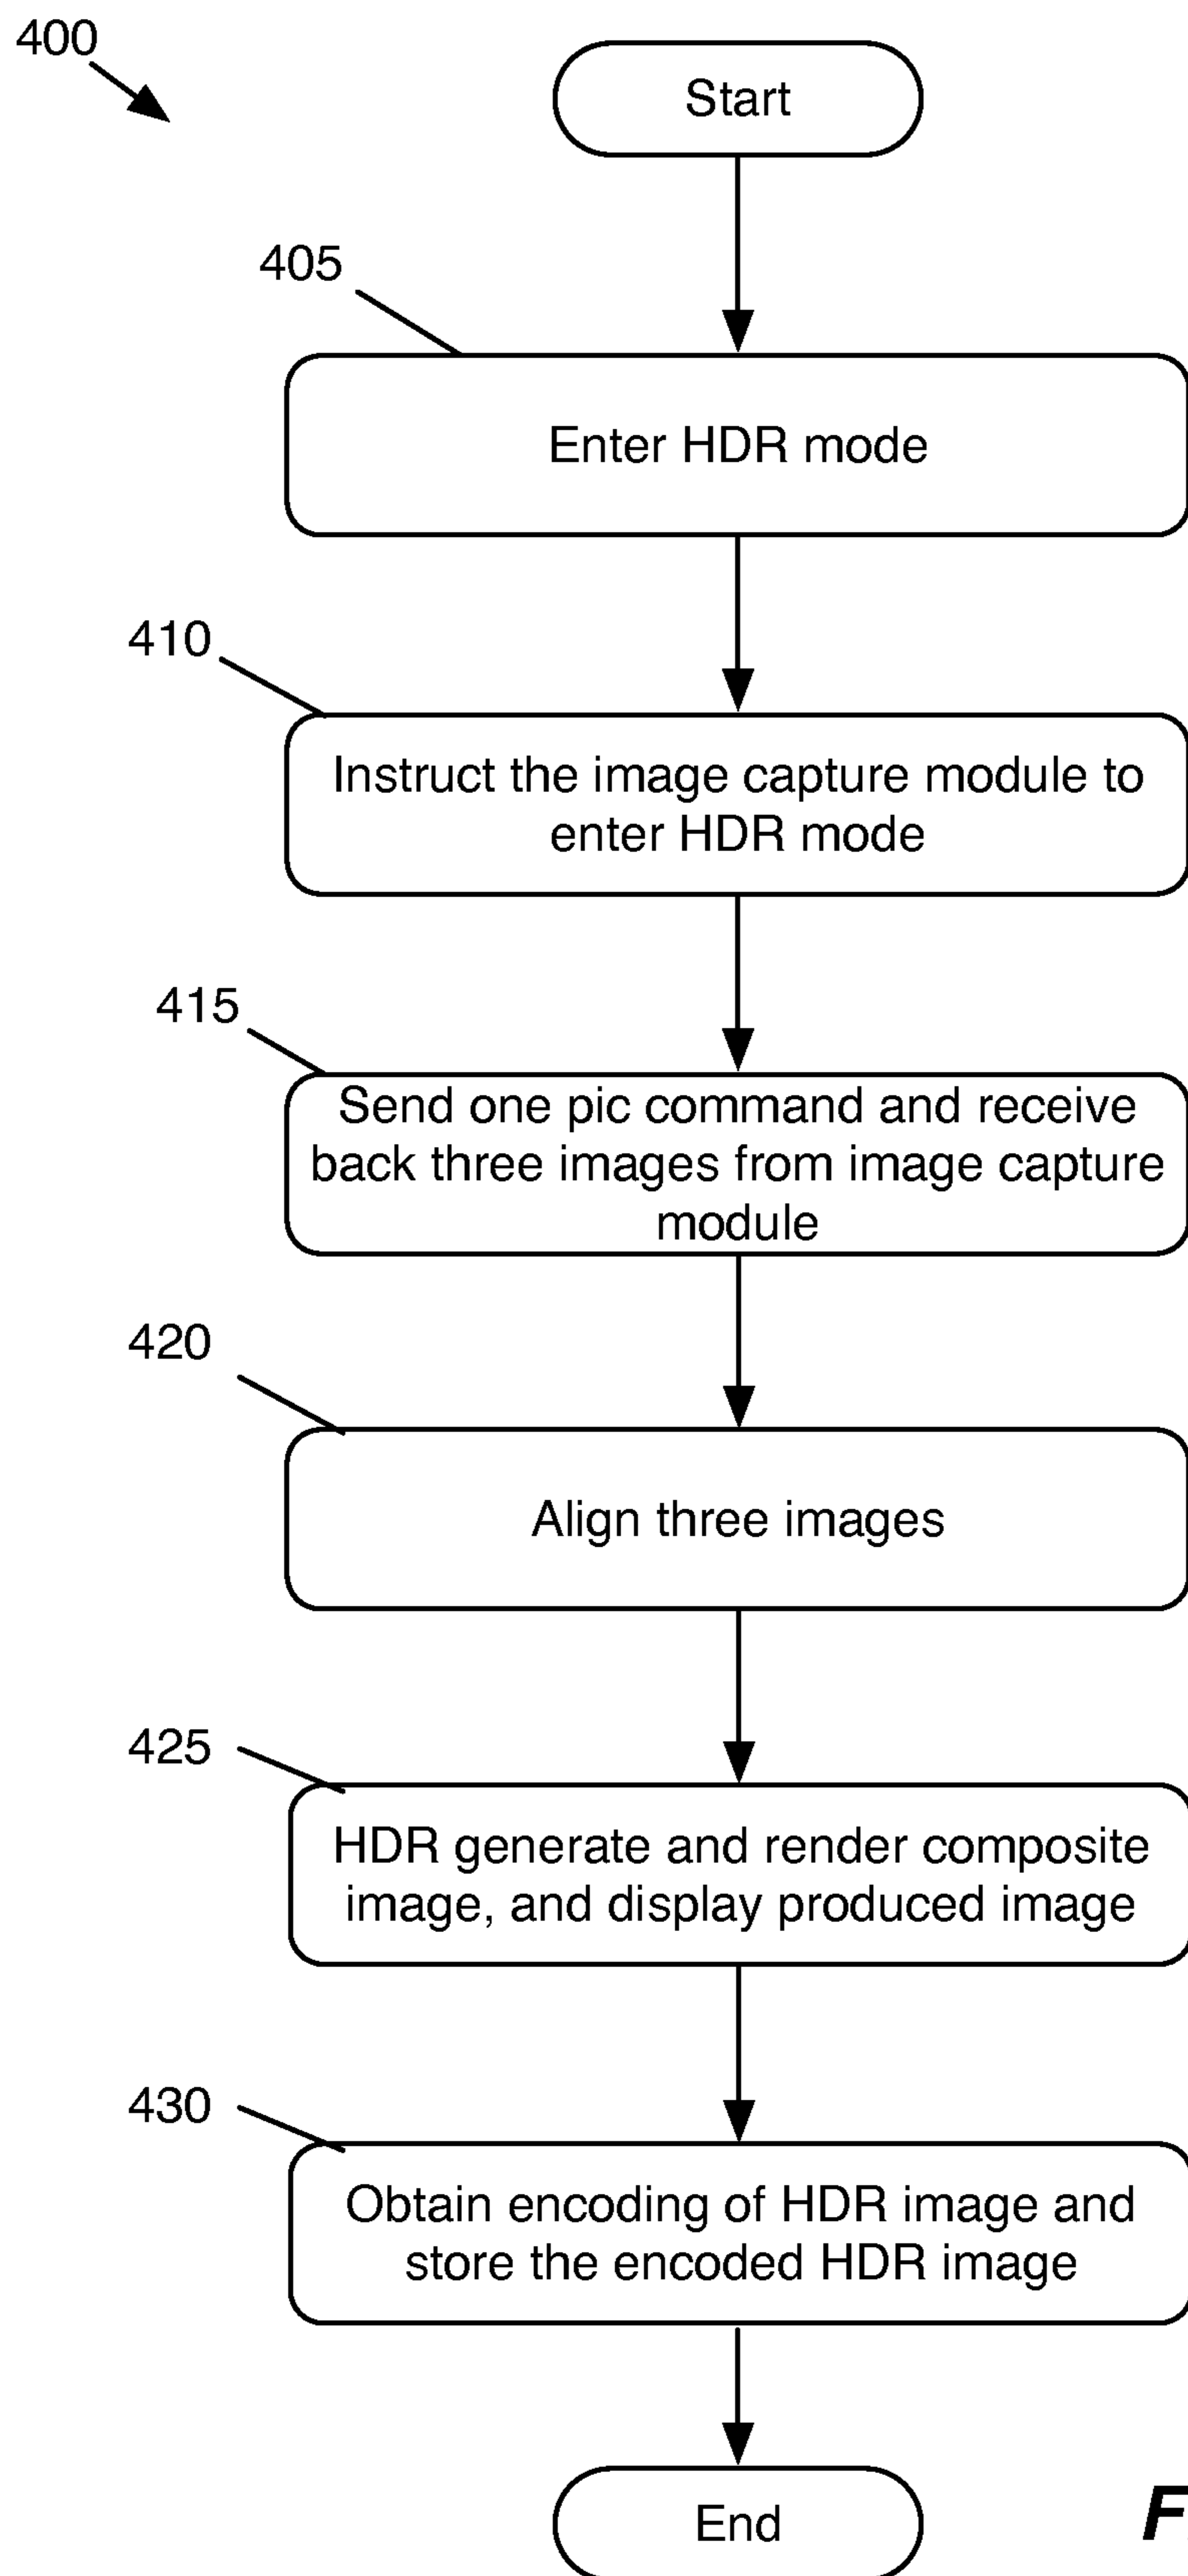 400
Start
405
Enter HDR mode
410
Instruct the image capture module to
enter HDR mode
415
Send one pic command and receive
back three images from image capture
module
420
Align three images
425
HDR generate and render composite
image, and display produced image
430
Obtain encoding of HDR image and
store the encoded HDR image
End